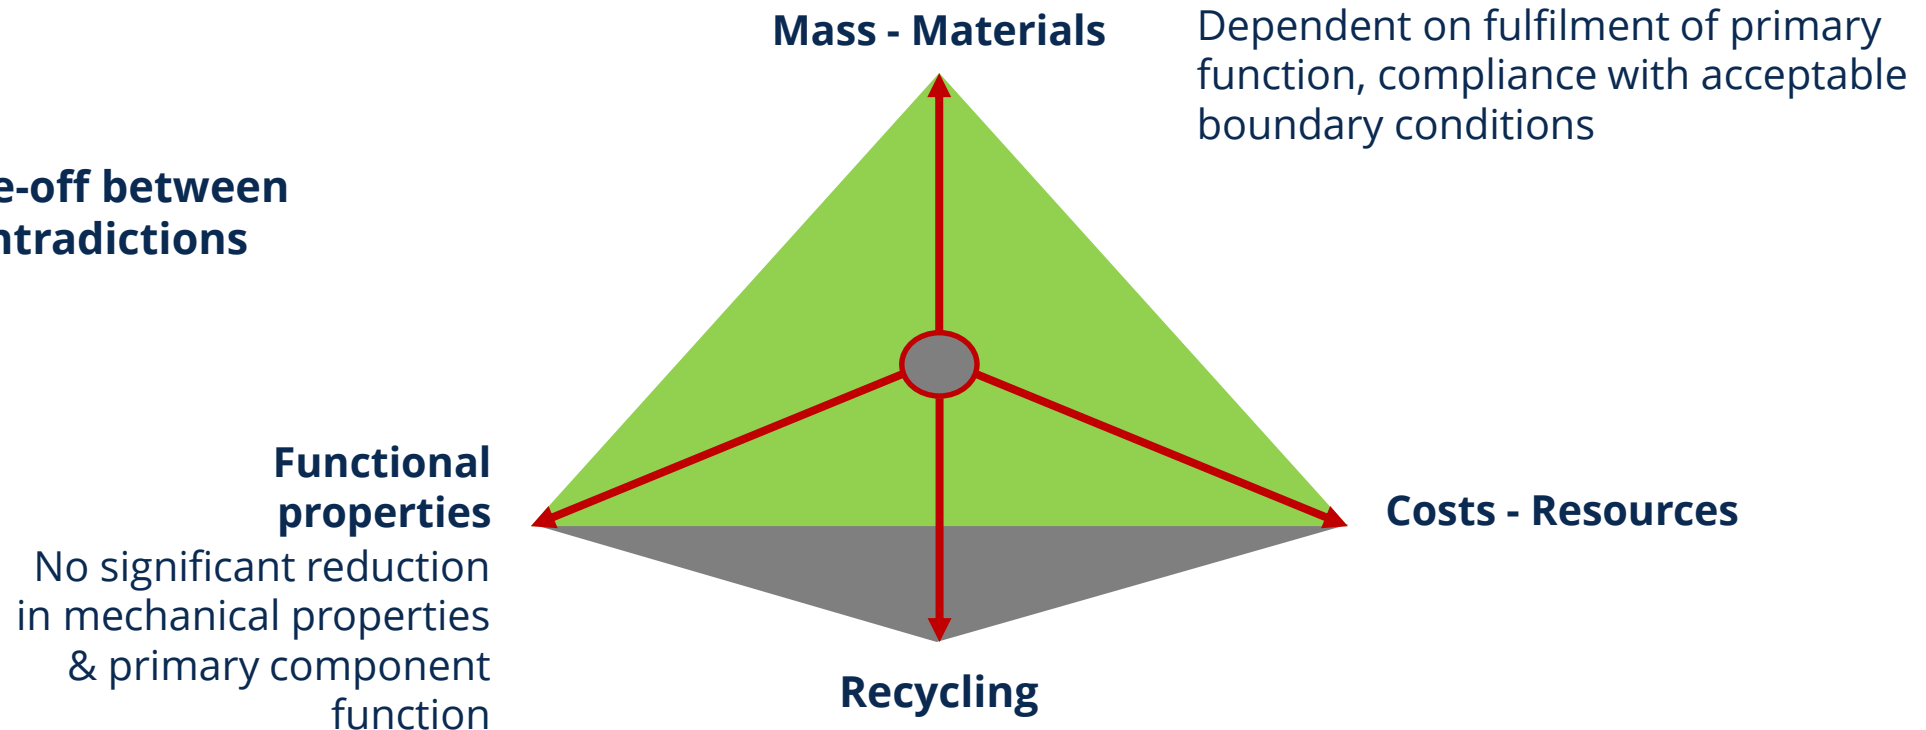 Mass - Materials
Dependent on fulfilment of primary
function, compliance with acceptable
boundary conditions
e-off between
ntradictions
Functional
properties
No significant reduction
in mechanical properties
& primary component
function
Costs - Resources
Recycling